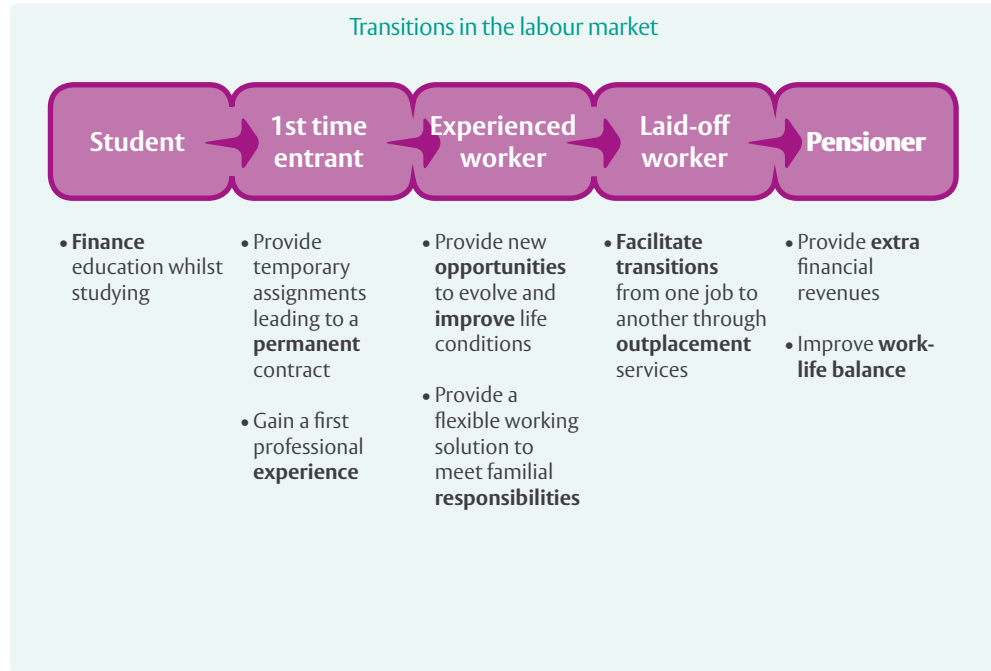 Transitions in the labour market
Student
1st time
entrant
Experienced
worker
Laid-off
worker
Pensioner
• Finance
education whilst
studying
• Provide
temporary
assignments
leading to a
permanent
contract
• Gain a first
professional
experience
• Provide new
opportunities
to evolve and
improve life
conditions
• Provide a
flexible working
solution to
meet familial
responsibilities
• Facilitate
transitions
from one job to
another through
outplacement
services
• Provide extra
financial
revenues
• Improve work-
life balance